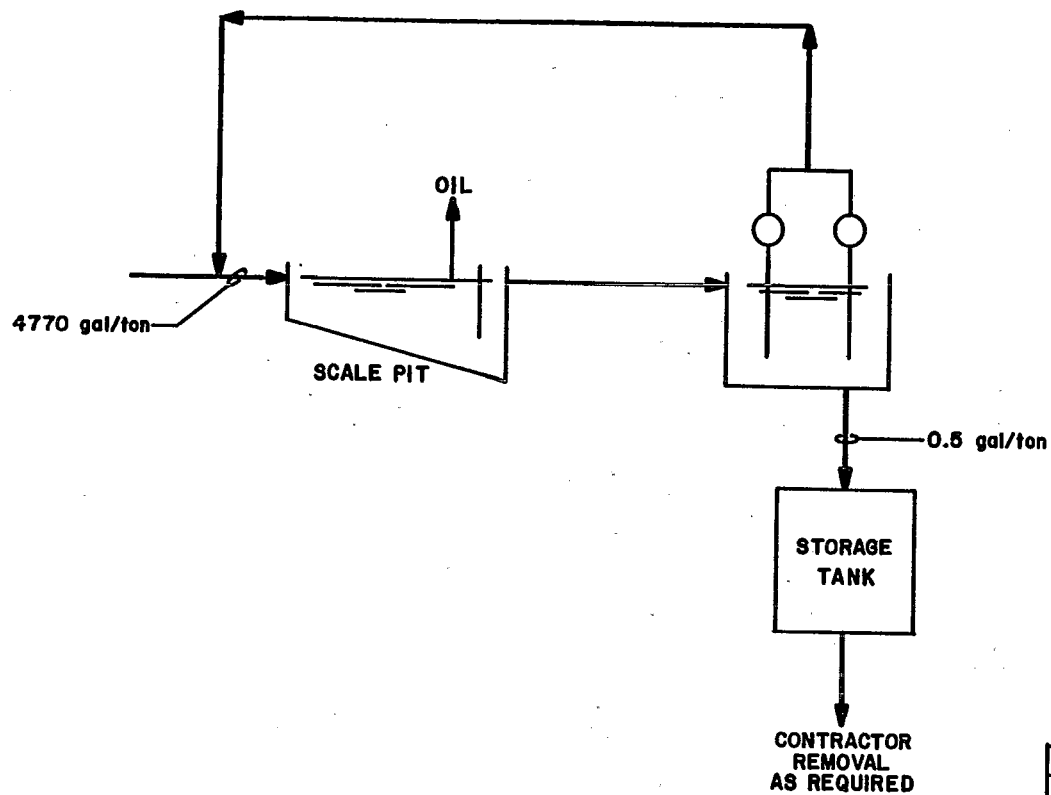 OIL
4770 gal/ton
SCALE PIT
0.5 gal/ton
STORAGE
TANK
CONTRACTOR
REMOVAL
AS REQUIRED